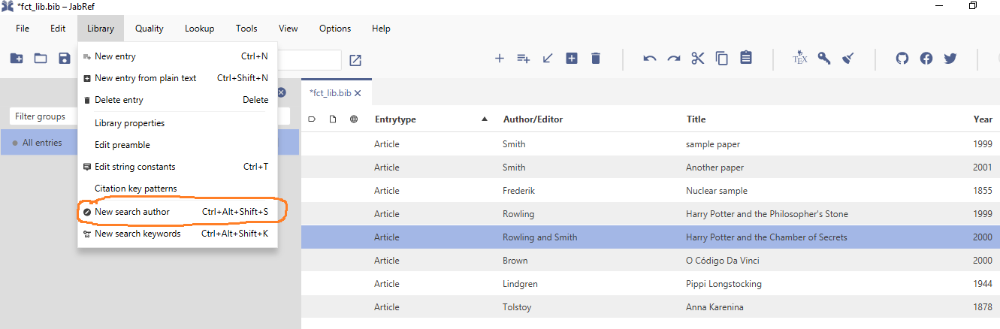 *fct_lib.bib – JabRef
File Edit Library Quality Lookup Tools View Options Help
New entry Ctrl+N
New entry from plain text Ctrl+Shift+N
Delete entry Delete
Library properties
Edit preamble
Edit string constants Ctrl+T
Citation key patterns
New search author Ctrl+Alt+Shift+S
New search keywords Ctrl+Alt+Shift+K
Filter groups
All entries
TEX
*fct_lib.bib
Entrytype Author/Editor Title Year
Article Smith sample paper 1999
Article Smith Another paper 2001
Article Frederik Nuclear sample 1855
Article Rowling Harry Potter and the Philosopher's Stone 1999
Article Rowling and Smith Harry Potter and the Chamber of Secrets 2000
Article Brown O Código Da Vinci 2000
Article Lindgren Pippi Longstocking 1944
Article Tolstoy Anna Karenina 1878